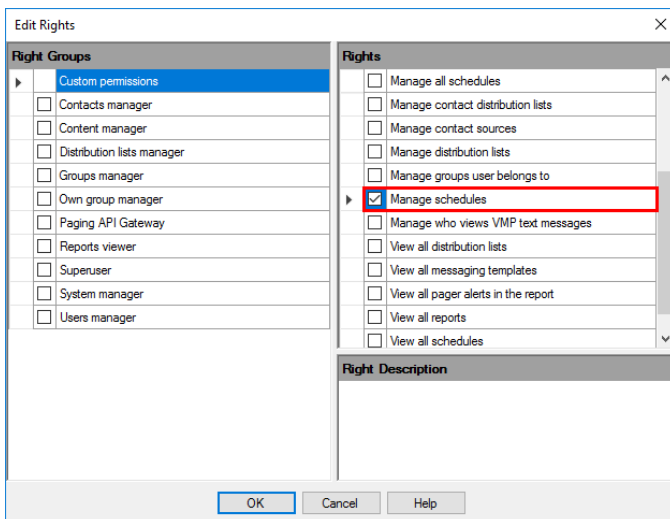 Edit Rights
Right Groups
Custom permissions
Contacts manager
Content manager
Distribution lists manager
Groups manager
Own group manager
Paging API Gateway
Reports viewer
Superuser
System manager
Users manager
Rights
Manage all schedules
Manage contact distribution lists
Manage contact sources
Manage distribution lists
Manage groups user belongs to
Manage schedules
Manage who views VMP text messages
View all distribution lists
View all messaging templates
View all pager alerts in the report
View all reports
View all schedules
Right Description
OK
Cancel
Help